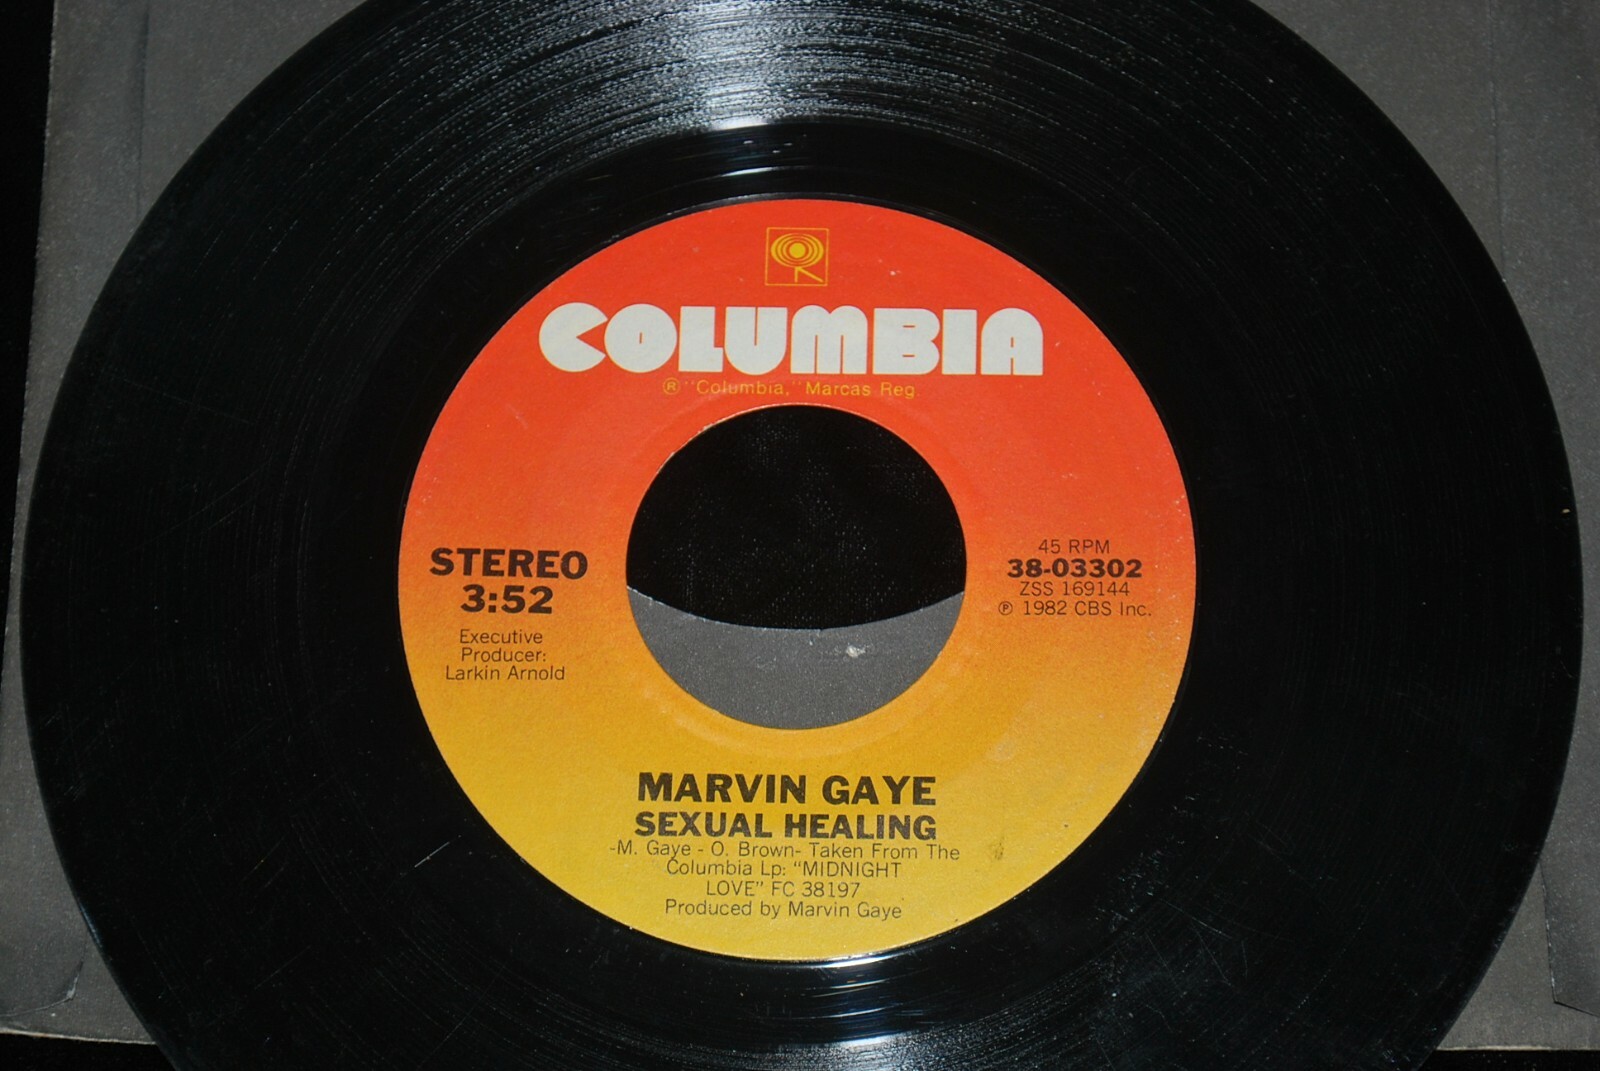 COLUMBIA
® "Columbia," Marcas Reg.
STEREO
3:52
Executive
Producer:
Larkin Arnold
45 RPM
38-03302
ZSS 169144
℗ 1982 CBS Inc.
MARVIN GAYE
SEXUAL HEALING
-M. Gaye - O. Brown- Taken From The
Columbia Lp: "MIDNIGHT
LOVE" FC 38197
Produced by Marvin Gaye